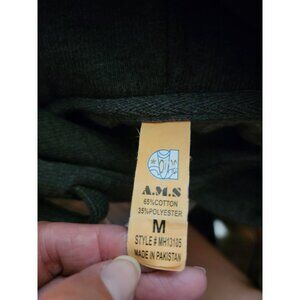 A.M.S
65%COTTON
35%POLYESTER
M
STYLE # MH13105
MADE IN PAKISTAN